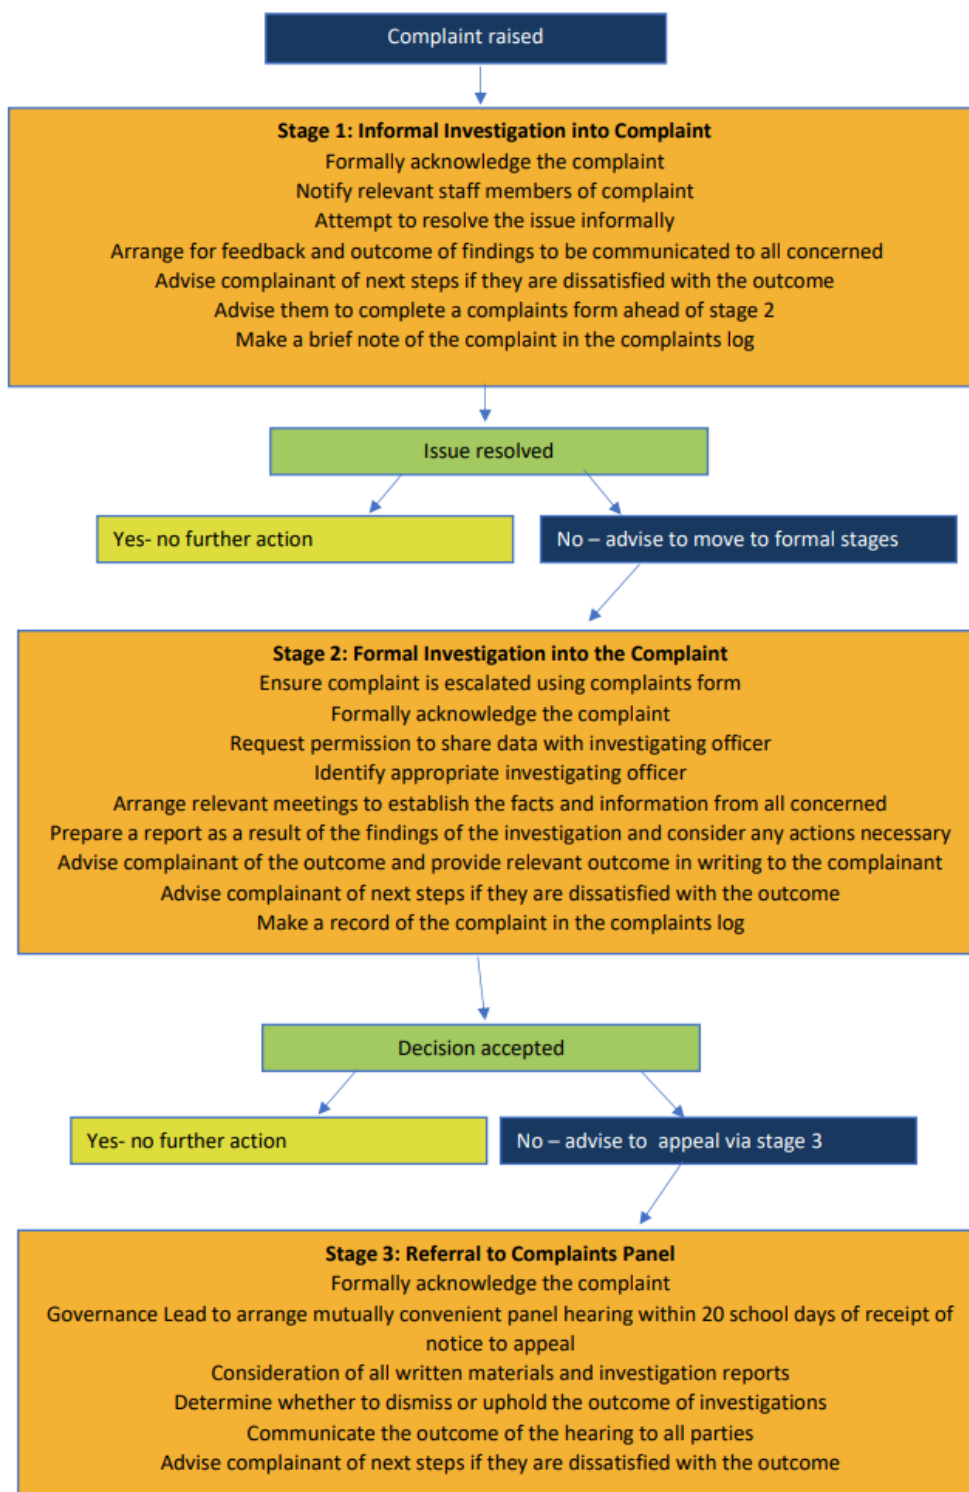 Complaint raised
Stage 1: Informal Investigation into Complaint
Formally acknowledge the complaint
Notify relevant staff members of complaint
Attempt to resolve the issue informally
Arrange for feedback and outcome of findings to be communicated to all concerned
Advise complainant of next steps if they are dissatisfied with the outcome
Advise them to complete a complaints form ahead of stage 2
Make a brief note of the complaint in the complaints log
Issue resolved
Yes- no further action
No – advise to move to formal stages
Stage 2: Formal Investigation into the Complaint
Ensure complaint is escalated using complaints form
Formally acknowledge the complaint
Request permission to share data with investigating officer
Identify appropriate investigating officer
Arrange relevant meetings to establish the facts and information from all concerned
Prepare a report as a result of the findings of the investigation and consider any actions necessary
Advise complainant of the outcome and provide relevant outcome in writing to the complainant
Advise complainant of next steps if they are dissatisfied with the outcome
Make a record of the complaint in the complaints log
Decision accepted
Yes- no further action
No – advise to  appeal via stage 3
Stage 3: Referral to Complaints Panel
Formally acknowledge the complaint
Governance Lead to arrange mutually convenient panel hearing within 20 school days of receipt of
notice to appeal
Consideration of all written materials and investigation reports
Determine whether to dismiss or uphold the outcome of investigations
Communicate the outcome of the hearing to all parties
Advise complainant of next steps if they are dissatisfied with the outcome